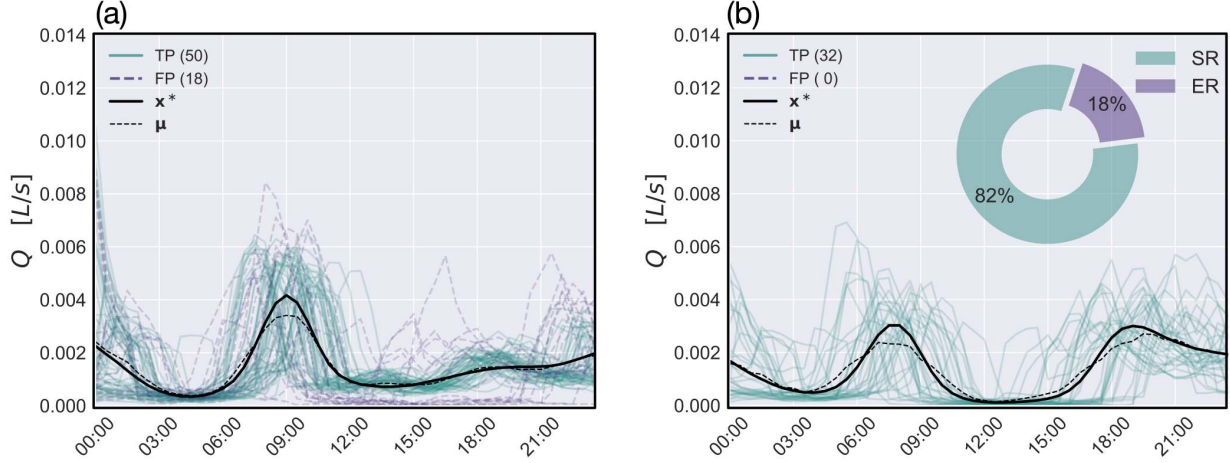 (a)
0.014
0.012
0.010
0.008
0.006
0.004
0.002
0.000
Q [L/s]
TP (50)
FP (18)
x*
μ
00:00
03:00
06:00
09:00
12:00
15:00
18:00
21:00
(b)
0.014
0.012
0.010
0.008
0.006
0.004
0.002
0.000
Q [L/s]
TP (32)
FP ( 0)
x*
μ
SR
ER
18%
82%
00:00
03:00
06:00
09:00
12:00
15:00
18:00
21:00